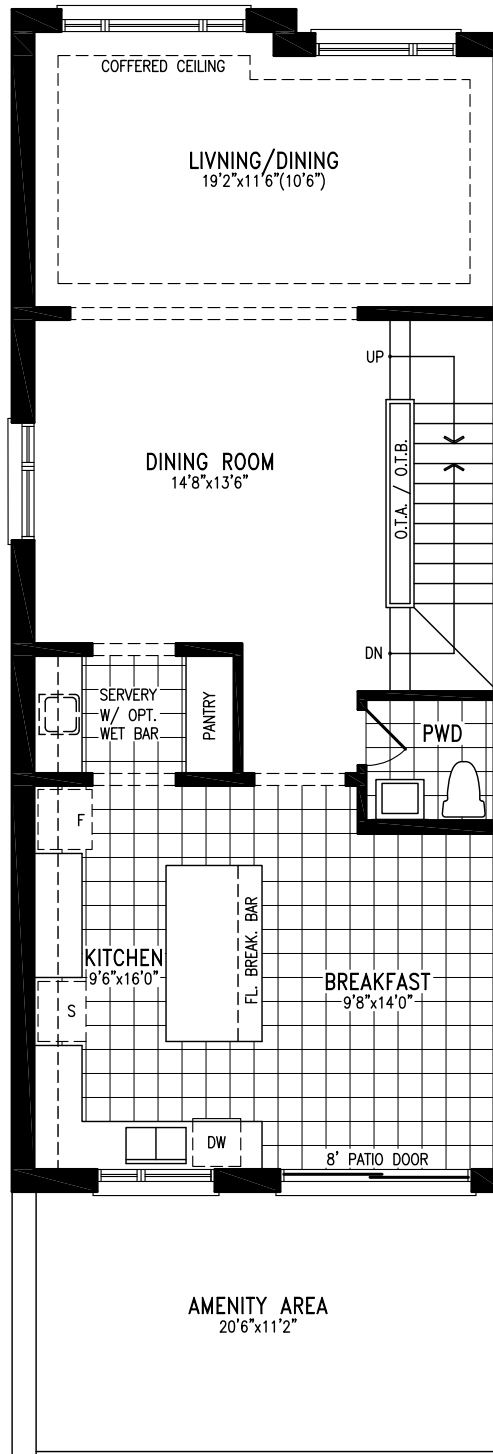 COFFERED CEILING
LIVNING/DINING
19'2"x11'6"(10'6")
UP
O.T.A. / O.T.B.
DINING ROOM
14'8"x13'6"
DN
SERVERY
W/ OPT.
WET BAR
PANTRY
PWD
F
KITCHEN
9'6"x16'0"
FL. BREAK. BAR
BREAKFAST
9'8"x14'0"
S
DW
8' PATIO DOOR
AMENITY AREA
20'6"x11'2"